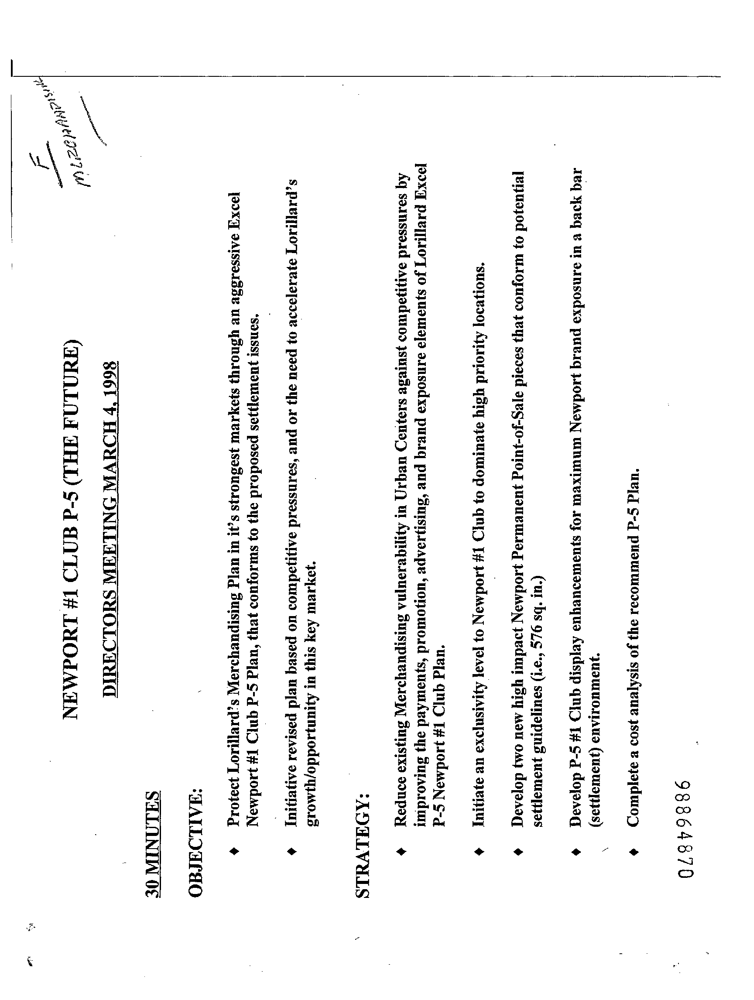 F
MERCHANDISING
NEWPORT #1 CLUB P-5 (THE FUTURE)
DIRECTORS MEETING MARCH 4, 1998
30 MINUTES
OBJECTIVE:
♦ Protect Lorillard's Merchandising Plan in it's strongest markets through an aggressive Excel
Newport #1 Club P-5 Plan, that conforms to the proposed settlement issues.
♦ Initiative revised plan based on competitive pressures, and or the need to accelerate Lorillard's
growth/opportunity in this key market.
STRATEGY:
♦ Reduce existing Merchandising vulnerability in Urban Centers against competitive pressures by
improving the payments, promotion, advertising, and brand exposure elements of Lorillard Excel
P-5 Newport #1 Club Plan.
♦ Initiate an exclusivity level to Newport #1 Club to dominate high priority locations.
♦ Develop two new high impact Newport Permanent Point-of-Sale pieces that conform to potential
settlement guidelines (i.e., 576 sq. in.)
♦ Develop P-5 #1 Club display enhancements for maximum Newport brand exposure in a back bar
(settlement) environment.
♦ Complete a cost analysis of the recommend P-5 Plan.
98864870